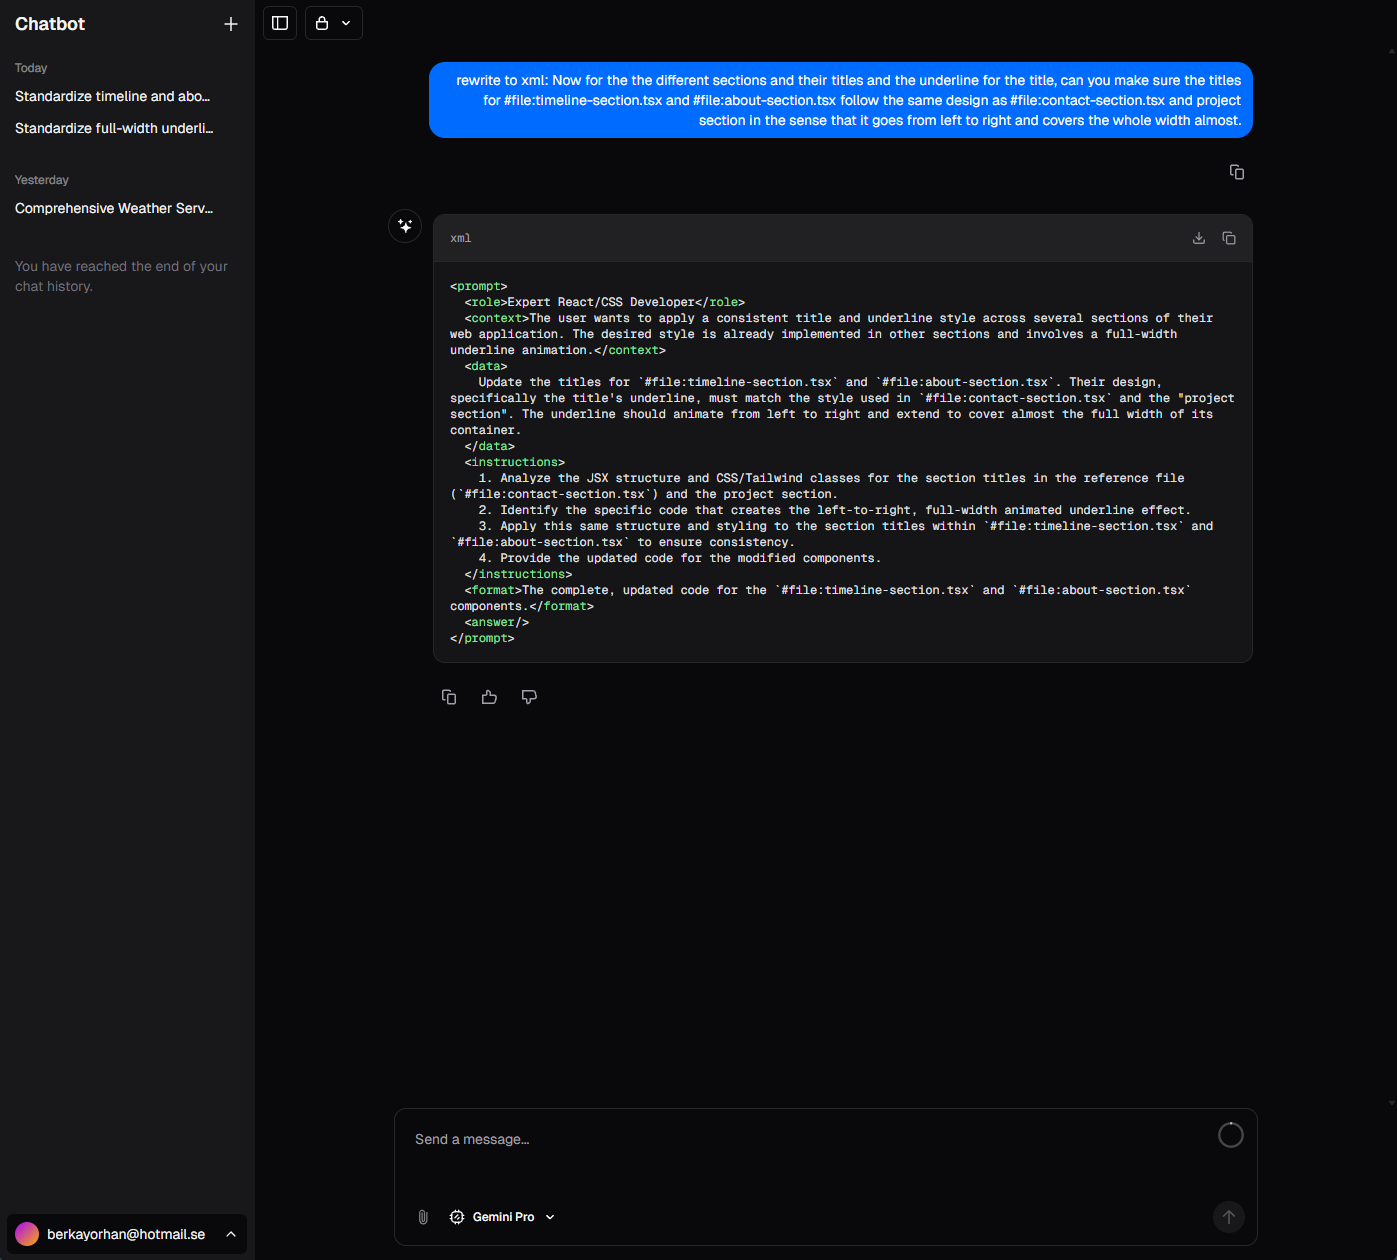 Chatbot
Today
Standardize timeline and abo...
Standardize full-width underli...
Yesterday
Comprehensive Weather Serv...
You have reached the end of your
chat history.
rewrite to xml: Now for the the different sections and their titles and the underline for the title, can you make sure the titles
for #file:timeline-section.tsx and #file:about-section.tsx follow the same design as #file:contact-section.tsx and project
section in the sense that it goes from left to right and covers the whole width almost.
xml
<prompt>
  <role>Expert React/CSS Developer</role>
  <context>The user wants to apply a consistent title and underline style across several sections of their
web application. The desired style is already implemented in other sections and involves a full-width
underline animation.</context>
  <data>
    Update the titles for `#file:timeline-section.tsx` and `#file:about-section.tsx`. Their design,
specifically the title's underline, must match the style used in `#file:contact-section.tsx` and the "project
section". The underline should animate from left to right and extend to cover almost the full width of its
container.
  </data>
  <instructions>
    1. Analyze the JSX structure and CSS/Tailwind classes for the section titles in the reference file
(`#file:contact-section.tsx`) and the project section.
    2. Identify the specific code that creates the left-to-right, full-width animated underline effect.
    3. Apply this same structure and styling to the section titles within `#file:timeline-section.tsx` and
`#file:about-section.tsx` to ensure consistency.
    4. Provide the updated code for the modified components.
  </instructions>
  <format>The complete, updated code for the `#file:timeline-section.tsx` and `#file:about-section.tsx`
components.</format>
  <answer/>
</prompt>
Send a message...
Gemini Pro
berkayorhan@hotmail.se